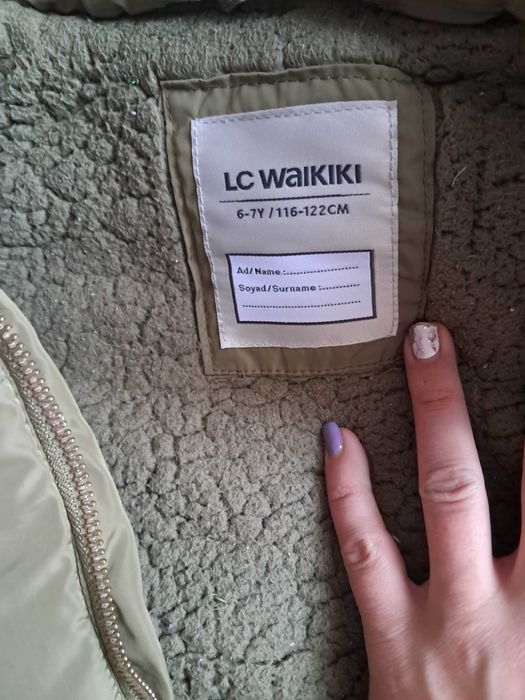 LC WAIKIKI
6-7Y / 116-122CM
Ad/Name:....................
Soyad/Surname:............
....................................